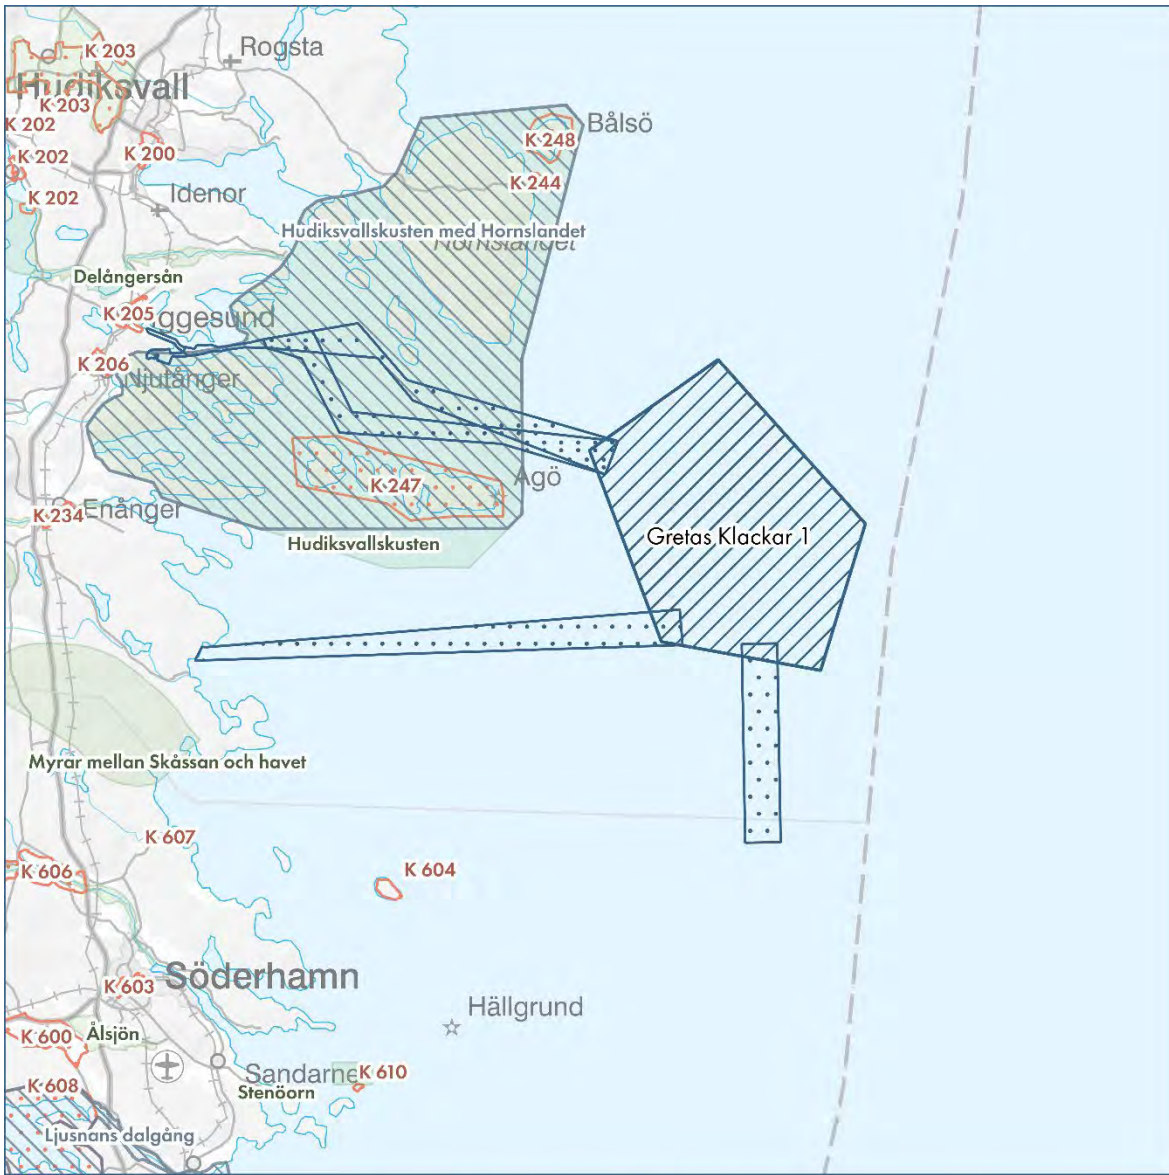 Rogsta
K 203
Hudiksvall
K 203
K 202
Bålsö
K 248
K 200
K 202
K 244
Idenor
K 202
Hudiksvallskusten med Hornslandet
Hornslandet
Delångersån
K 205
ggesund
K 206
Njutånger
Agö
K 247
K 234
Enånger
Gretas Klackar 1
Hudiksvallskusten
Myrar mellan Skåssan och havet
K 607
K 606
K 604
Söderhamn
K 603
Hällgrund
Ålsjön
K 600
Sandarne
K 610
K 608
Stenöorn
Ljusnans dalgång